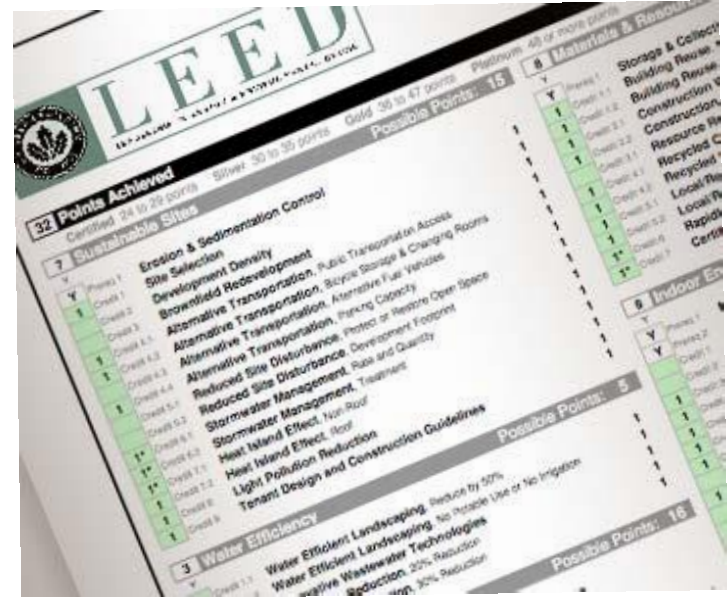 LEED
32 Points Achieved
Certified 24 to 29 points Silver 30 to 35 points Gold 36 to 47 points Platinum 48 or more points
7 Sustainable Sites Possible Points: 15
Y
Y Prereq 1 Erosion & Sedimentation Control
1 Credit 1 Site Selection 1
Credit 2 Development Density 1
Credit 3 Brownfield Redevelopment 1
1 Credit 4.1 Alternative Transportation, Public Transportation Access 1
1 Credit 4.2 Alternative Transportation, Bicycle Storage & Changing Rooms 1
Credit 4.3 Alternative Transportation, Alternative Fuel Vehicles 1
1 Credit 4.4 Alternative Transportation, Parking Capacity 1
Credit 5.1 Reduced Site Disturbance, Protect or Restore Open Space 1
Credit 5.2 Reduced Site Disturbance, Development Footprint 1
Credit 6.1 Stormwater Management, Rate and Quantity 1
1* Credit 6.2 Stormwater Management, Treatment 1
1* Credit 7.1 Heat Island Effect, Non Roof 1
1* Credit 7.2 Heat Island Effect, Roof 1
1 Credit 8 Light Pollution Reduction 1
1 Credit 9 Tenant Design and Construction Guidelines 1
3 Water Efficiency Possible Points: 5
Y
Credit 1.1 Water Efficient Landscaping, Reduce by 50% 1
Water Efficient Landscaping, No Potable Use or No Irrigation 1
Wastewater Technologies 1
Reduction, 20% Reduction 1
30% Reduction 1
Possible Points: 16
8 Materials & Resour
Y
Y Prereq 1 Storage & Collecti
1 Credit 1.1 Building Reuse
1 Credit 1.2 Building Reuse
1 Credit 2.1 Construction
1 Credit 2.2 Construction
Credit 3.1 Resource Re
Credit 4.1 Recycled C
1 Credit 4.2 Recycled
1 Credit 5.1 Local/Re
1 Credit 5.2 Local/R
1* Credit 6 Rapid
1* Credit 7 Certi
9 Indoor E
Y
Y Prereq 1
Y Prereq 2
Credit 1